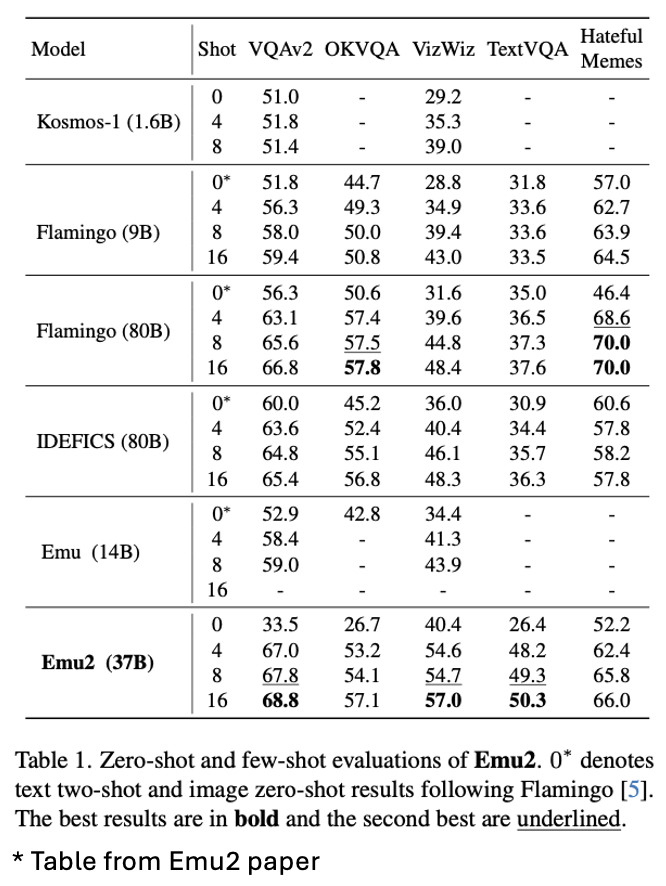 Model Shot VQAv2 OKVQA VizWiz TextVQA Hateful Memes
Kosmos-1 (1.6B)
0 51.0 - 29.2 - -
4 51.8 - 35.3 - -
8 51.4 - 39.0 - -
Flamingo (9B)
0* 51.8 44.7 28.8 31.8 57.0
4 56.3 49.3 34.9 33.6 62.7
8 58.0 50.0 39.4 33.6 63.9
16 59.4 50.8 43.0 33.5 64.5
Flamingo (80B)
0* 56.3 50.6 31.6 35.0 46.4
4 63.1 57.4 39.6 36.5 68.6
8 65.6 57.5 44.8 37.3 70.0
16 66.8 57.8 48.4 37.6 70.0
IDEFICS (80B)
0* 60.0 45.2 36.0 30.9 60.6
4 63.6 52.4 40.4 34.4 57.8
8 64.8 55.1 46.1 35.7 58.2
16 65.4 56.8 48.3 36.3 57.8
Emu (14B)
0* 52.9 42.8 34.4 - -
4 58.4 - 41.3 - -
8 59.0 - 43.9 - -
16 - - - - -
Emu2 (37B)
0 33.5 26.7 40.4 26.4 52.2
4 67.0 53.2 54.6 48.2 62.4
8 67.8 54.1 54.7 49.3 65.8
16 68.8 57.1 57.0 50.3 66.0
Table 1. Zero-shot and few-shot evaluations of Emu2. 0* denotes
text two-shot and image zero-shot results following Flamingo [5].
The best results are in bold and the second best are underlined.
* Table from Emu2 paper